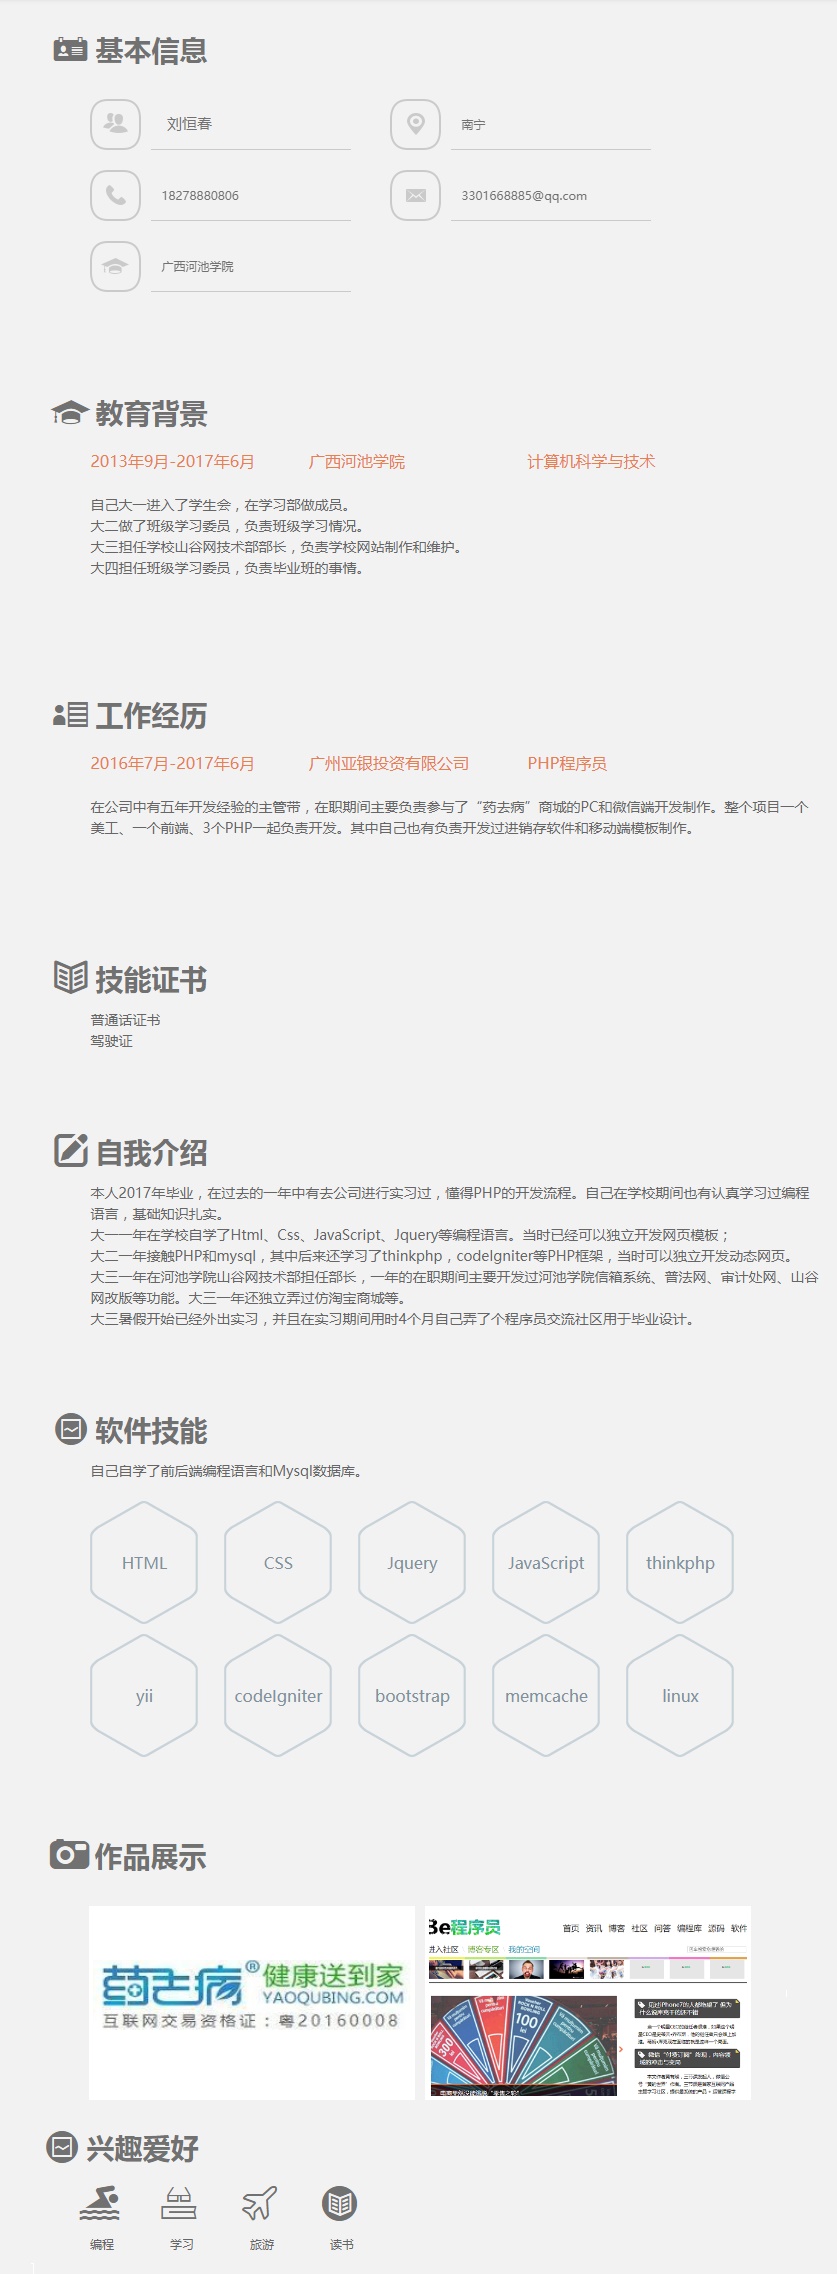 基本信息
刘恒春
南宁
18278880806
3301668885@qq.com
广西河池学院
教育背景
2013年9月-2017年6月 广西河池学院 计算机科学与技术
自己大一进入了学生会，在学习部做成员。
大二做了班级学习委员，负责班级学习情况。
大三担任学校山谷网技术部部长，负责学校网站制作和维护。
大四担任班级学习委员，负责毕业班的事情。
工作经历
2016年7月-2017年6月 广州亚银投资有限公司 PHP程序员
在公司中有五年开发经验的主管带，在职期间主要负责参与了“药去病”商城的PC和微信端开发制作。整个项目一个
美工、一个前端、3个PHP一起负责开发。其中自己也有负责开发过进销存软件和移动端模板制作。
技能证书
普通话证书
驾驶证
自我介绍
本人2017年毕业，在过去的一年中有去公司进行实习过，懂得PHP的开发流程。自己在学校期间也有认真学习过编程
语言，基础知识扎实。
大一一年在学校自学了Html、Css、JavaScript、Jquery等编程语言。当时已经可以独立开发网页模板；
大二一年接触PHP和mysql，其中后来还学习了thinkphp，codeIgniter等PHP框架，当时可以独立开发动态网页。
大三一年在河池学院山谷网技术部担任部长，一年的在职期间主要开发过河池学院信箱系统、普法网、审计处网、山谷
网改版等功能。大三一年还独立弄过仿淘宝商城等。
大三暑假开始已经外出实习，并且在实习期间用时4个月自己弄了个程序员交流社区用于毕业设计。
软件技能
自己自学了前后端编程语言和Mysql数据库。
HTML CSS Jquery JavaScript thinkphp
yii codeIgniter bootstrap memcache linux
作品展示
药去病®健康送到家
YAOQUBING.COM
互联网交易资格证：粤20160008
Be程序员
首页 资讯 博客 社区 问答 编程库 源码 软件
进入社区 博客专区 我的空间
100
300
兴趣爱好
编程 学习 旅游 读书